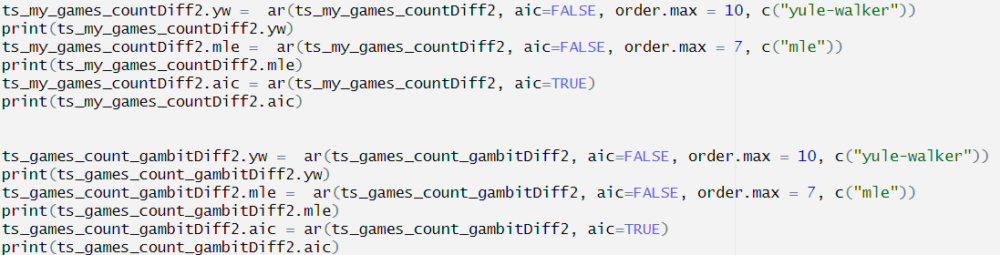 ts_my_games_countDiff2.yw =  ar(ts_my_games_countDiff2, aic=FALSE, order.max = 10, c("yule-walker"))
print(ts_my_games_countDiff2.yw)
ts_my_games_countDiff2.mle =  ar(ts_my_games_countDiff2, aic=FALSE, order.max = 7, c("mle"))
print(ts_my_games_countDiff2.mle)
ts_my_games_countDiff2.aic = ar(ts_my_games_countDiff2, aic=TRUE)
print(ts_my_games_countDiff2.aic)
ts_games_count_gambitDiff2.yw =  ar(ts_games_count_gambitDiff2, aic=FALSE, order.max = 10, c("yule-walker"))
print(ts_games_count_gambitDiff2.yw)
ts_games_count_gambitDiff2.mle =  ar(ts_games_count_gambitDiff2, aic=FALSE, order.max = 7, c("mle"))
print(ts_games_count_gambitDiff2.mle)
ts_games_count_gambitDiff2.aic = ar(ts_games_count_gambitDiff2, aic=TRUE)
print(ts_games_count_gambitDiff2.aic)